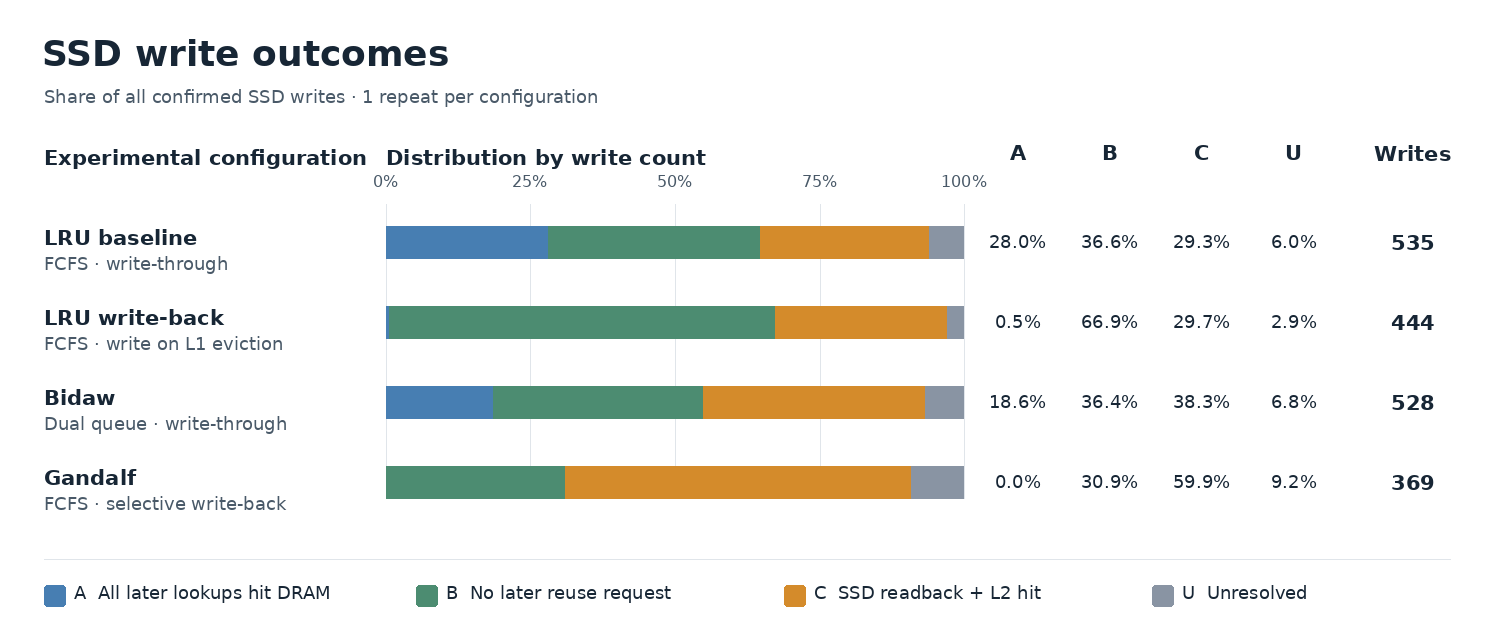 SSD write outcomes
Share of all confirmed SSD writes · 1 repeat per configuration
Experimental configuration Distribution by write count A B C U Writes
0% 25% 50% 75% 100%
LRU baseline
FCFS · write-through
28.0% 36.6% 29.3% 6.0% 535
LRU write-back
FCFS · write on L1 eviction
0.5% 66.9% 29.7% 2.9% 444
Bidaw
Dual queue · write-through
18.6% 36.4% 38.3% 6.8% 528
Gandalf
FCFS · selective write-back
0.0% 30.9% 59.9% 9.2% 369
A All later lookups hit DRAM B No later reuse request C SSD readback + L2 hit U Unresolved